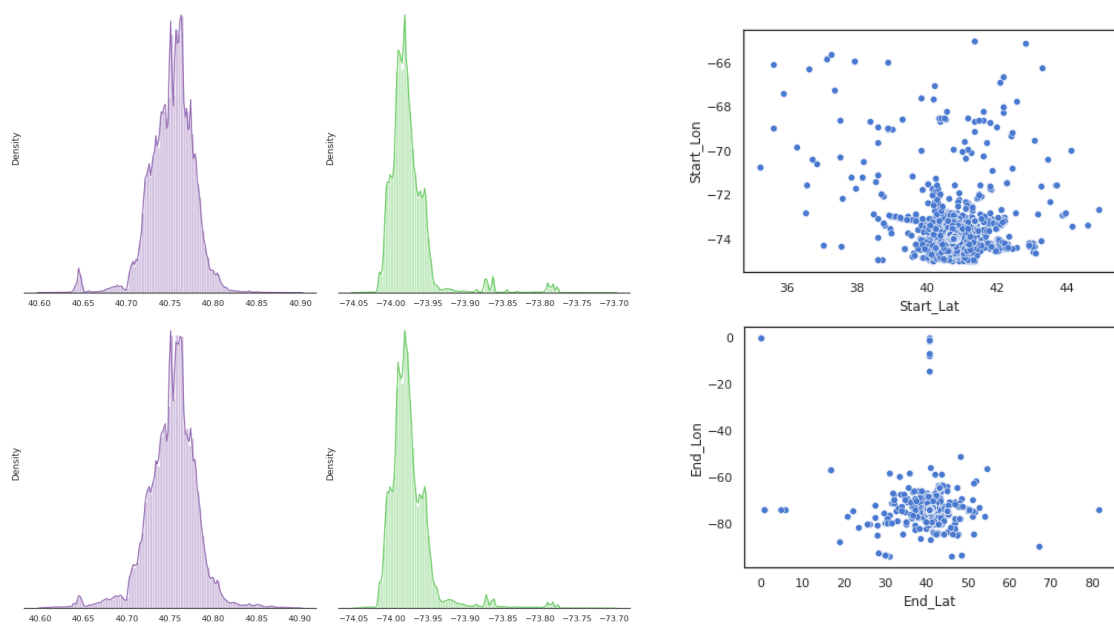 Density
40.60 40.65 40.70 40.75 40.80 40.85 40.90
Density
−74.05 −74.00 −73.95 −73.90 −73.85 −73.80 −73.75 −73.70
Start_Lon
−66
−68
−70
−72
−74
36 38 40 42 44
Start_Lat
Density
40.60 40.65 40.70 40.75 40.80 40.85 40.90
Density
−74.05 −74.00 −73.95 −73.90 −73.85 −73.80 −73.75 −73.70
End_Lon
0
−20
−40
−60
−80
0 10 20 30 40 50 60 70 80
End_Lat